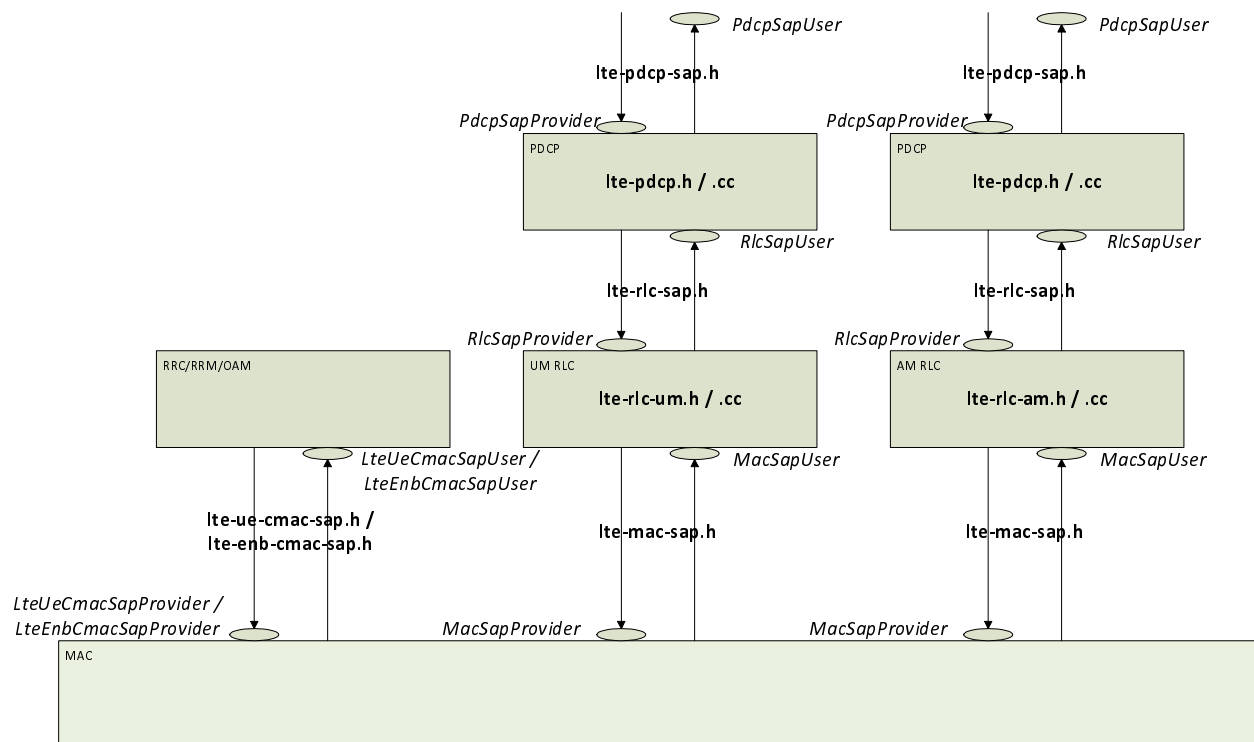 PdcpSapUser
PdcpSapUser
lte-pdcp-sap.h
lte-pdcp-sap.h
PdcpSapProvider
PdcpSapProvider
PDCP
PDCP
lte-pdcp.h / .cc
lte-pdcp.h / .cc
RlcSapUser
RlcSapUser
lte-rlc-sap.h
lte-rlc-sap.h
RlcSapProvider
RlcSapProvider
RRC/RRM/OAM
UM RLC
AM RLC
lte-rlc-um.h / .cc
lte-rlc-am.h / .cc
LteUeCmacSapUser /
LteEnbCmacSapUser
MacSapUser
MacSapUser
lte-ue-cmac-sap.h /
lte-enb-cmac-sap.h
lte-mac-sap.h
lte-mac-sap.h
LteUeCmacSapProvider /
LteEnbCmacSapProvider
MacSapProvider
MacSapProvider
MAC